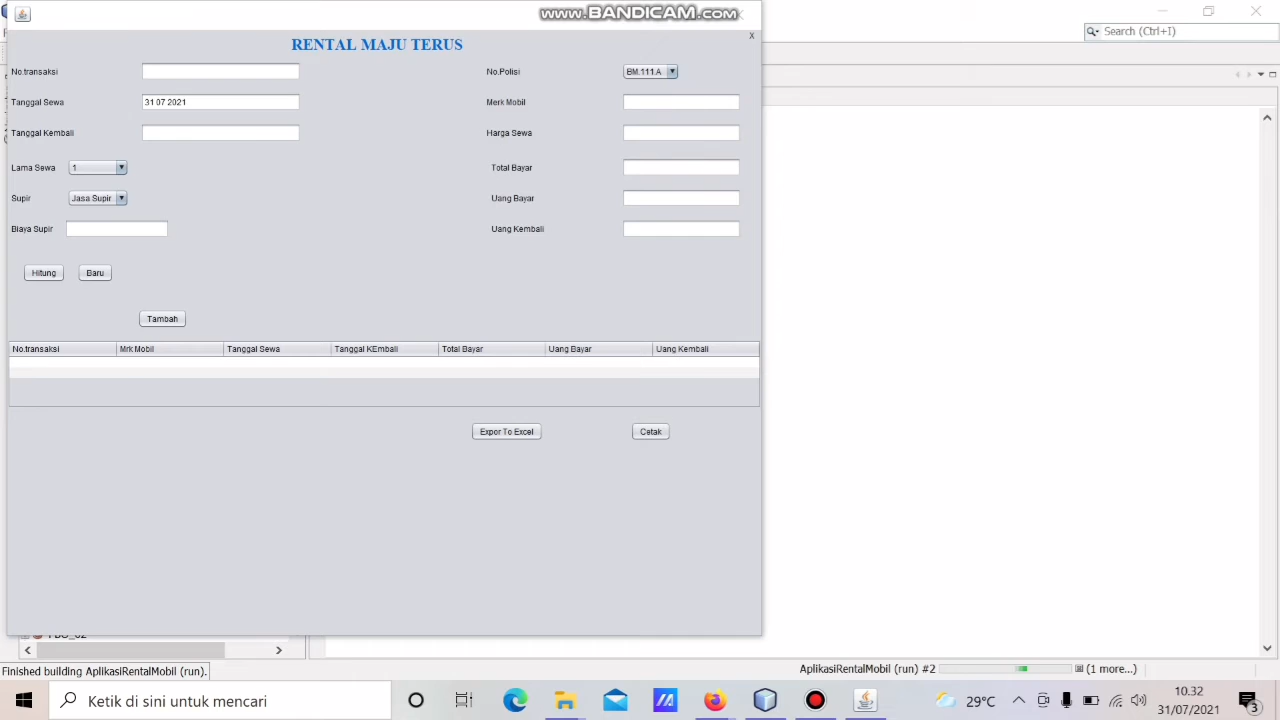 www.BANDICAM.com
Search (Ctrl+I)
X
RENTAL MAJU TERUS
No.transaksi
No.Polisi
BM.111.A
Tanggal Sewa
31 07 2021
Merk Mobil
Tanggal Kembali
Harga Sewa
Lama Sewa
1
Total Bayar
Supir
Jasa Supir
Uang Bayar
Biaya Supir
Uang Kembali
Hitung
Baru
Tambah
No.transaksi
Mrk Mobil
Tanggal Sewa
Tanggal KEmbali
Total Bayar
Uang Bayar
Uang Kembali
Expor To Excel
Cetak
Finished building AplikasiRentalMobil (run).
AplikasiRentalMobil (run) #2
(1 more...)
Ketik di sini untuk mencari
29°C
10.32
31/07/2021
3